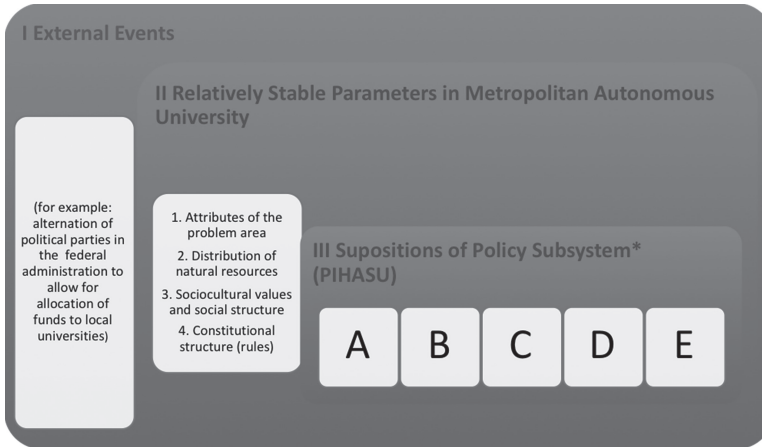 I External Events
II Relatively Stable Parameters in Metropolitan Autonomous
University
(for example:
alternation of
political parties in
the federal
administration to
allow for
allocation of
funds to local
universities)
1. Attributes of the
problem area
2. Distribution of
natural resources
3. Sociocultural values
and social structure
4. Constitutional
structure (rules)
III Supositions of Policy Subsystem*
(PIHASU)
A B C D E